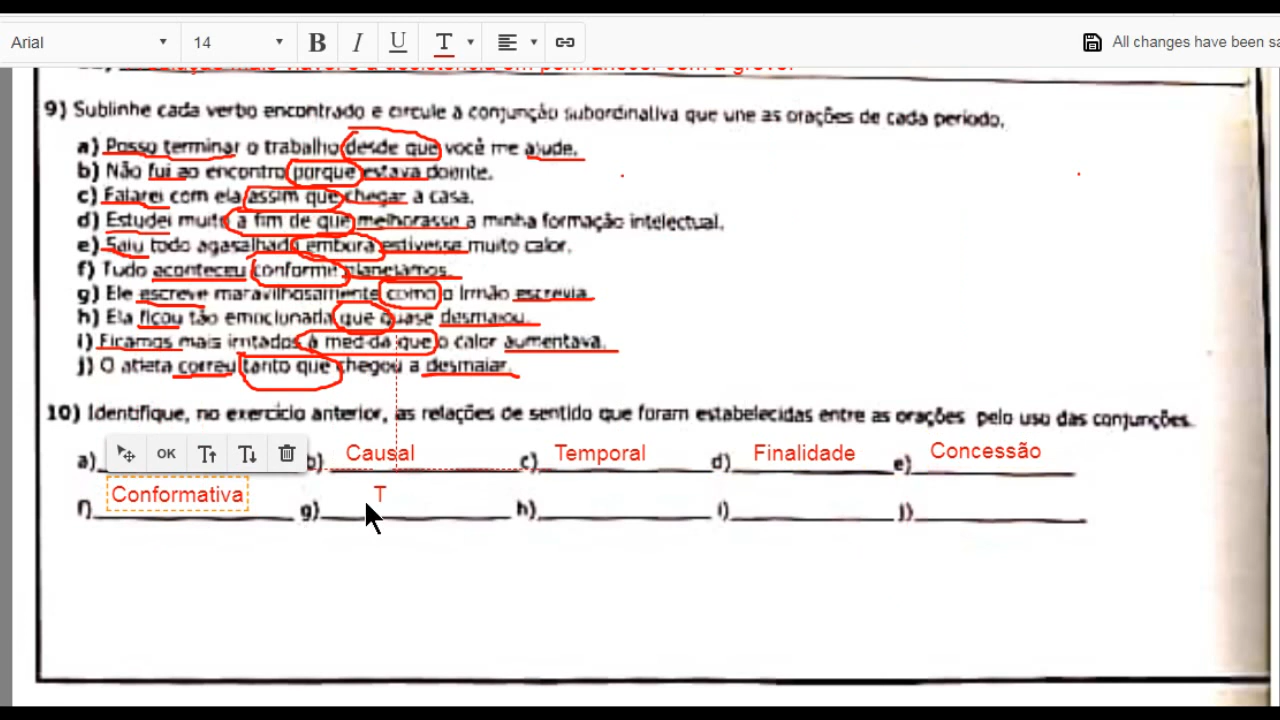 Arial 14 B I U T All changes have been sa
9) Sublinhe cada verbo encontrado e circule a conjunção subordinativa que une as orações de cada período.
a) Posso terminar o trabalho desde que você me ajude.
b) Não fui ao encontro porque estava doente.
c) Falarei com ela assim que chegar a casa.
d) Estudei muito a fim de que melhorasse a minha formação intelectual.
e) Saiu todo agasalhado embora estivesse muito calor.
f) Tudo aconteceu conforme planejamos.
g) Ele escreve maravilhosamente como o irmão escrevia.
h) Ela ficou tão emocionada que quase desmaiou.
i) Ficamos mais irritados à medida que o calor aumentava.
j) O atleta correu tanto que chegou a desmaiar.
10) Identifique, no exercício anterior, as relações de sentido que foram estabelecidas entre as orações pelo uso das conjunções.
a) OK b) Causal c) Temporal d) Finalidade e) Concessão
f) Conformativa g) T h) i) j)